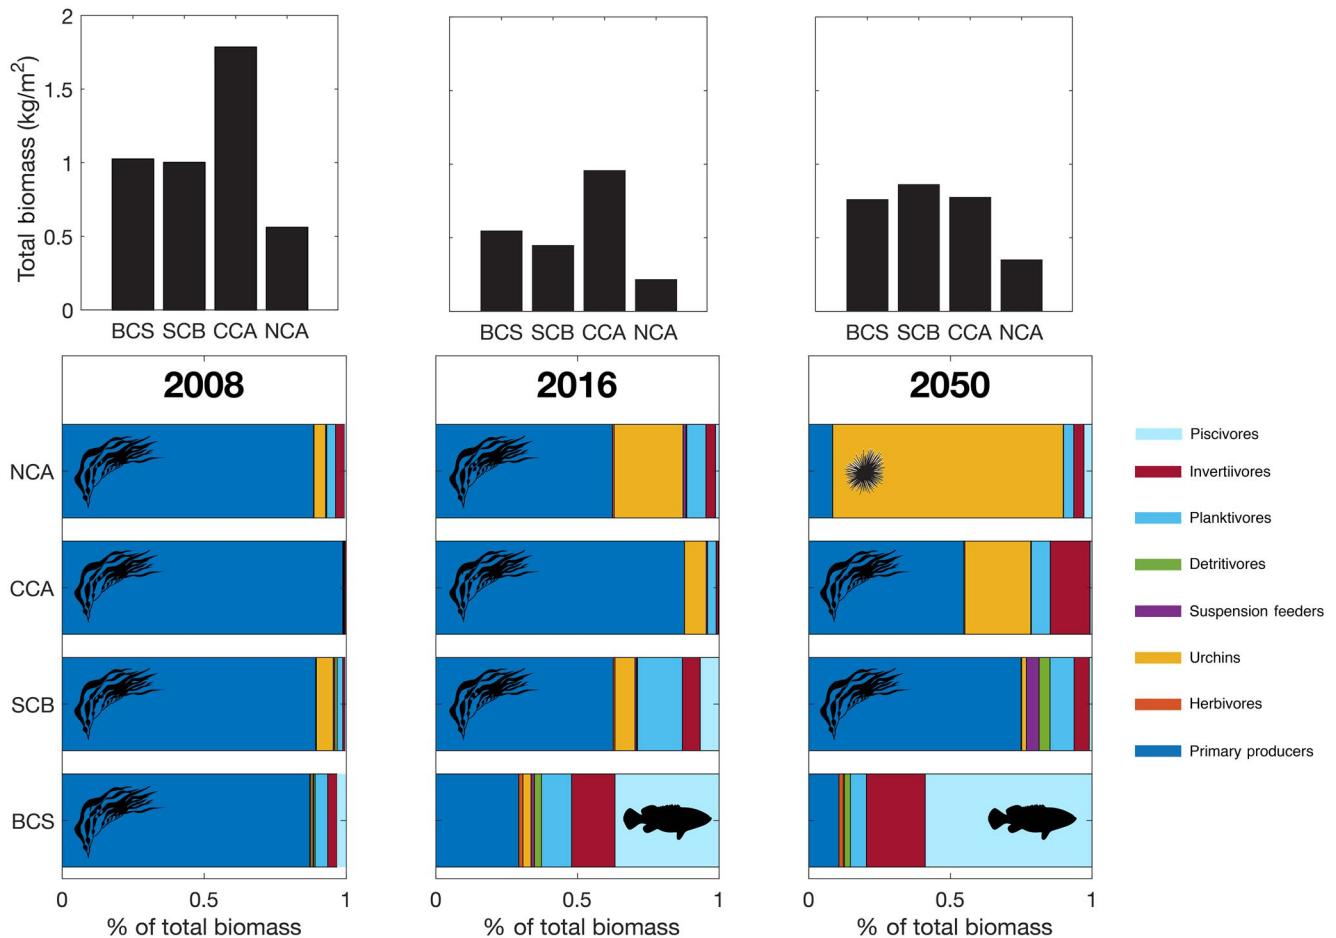 Total biomass (kg/m²)
2
1.5
1
0.5
0
BCS SCB CCA NCA
BCS SCB CCA NCA
BCS SCB CCA NCA
2008
2016
2050
NCA
CCA
SCB
BCS
0 0.5 1
% of total biomass
0 0.5 1
% of total biomass
0 0.5 1
% of total biomass
Piscivores
Invertiivores
Planktivores
Detritivores
Suspension feeders
Urchins
Herbivores
Primary producers